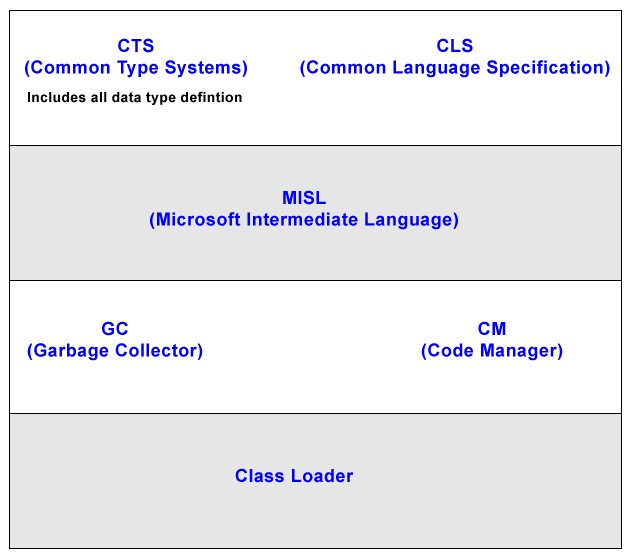 CTS
(Common Type Systems)
Includes all data type defintion
CLS
(Common Language Specification)
MISL
(Microsoft Intermediate Language)
GC
(Garbage Collector)
CM
(Code Manager)
Class Loader